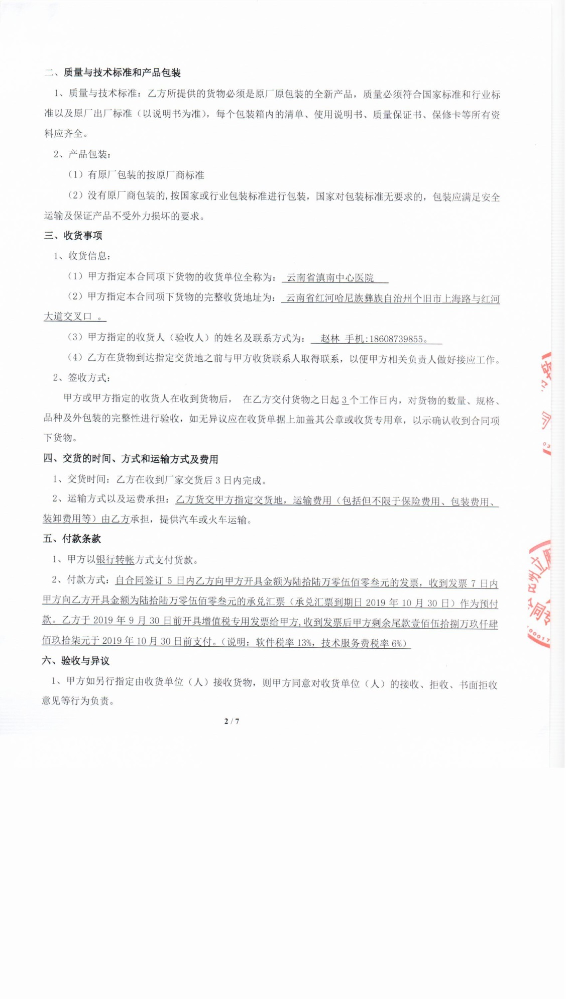 二、质量与技术标准和产品包装
1、质量与技术标准：乙方所提供的货物必须是原厂原包装的全新产品，质量必须符合国家标准和行业标
准以及原厂出厂标准（以说明书为准），每个包装箱内的清单、使用说明书、质量保证书、保修卡等所有资
料应齐全。
2、产品包装：
（1）有原厂包装的按原厂商标准
（2）没有原厂商包装的,按国家或行业包装标准进行包装，国家对包装标准无要求的，包装应满足安全
运输及保证产品不受外力损坏的要求。
三、收货事项
1、收货信息：
（1）甲方指定本合同项下货物的收货单位全称为： 云南省滇南中心医院
（2）甲方指定本合同项下货物的完整收货地址为： 云南省红河哈尼族彝族自治州个旧市上海路与红河
大道交叉口 。
（3）甲方指定的收货人（验收人）的姓名及联系方式为： 赵林 手机:18608739855。
（4）乙方在货物到达指定交货地之前与甲方收货联系人取得联系，以便甲方相关负责人做好接应工作。
2、签收方式：
甲方或甲方指定的收货人在收到货物后， 在乙方交付货物之日起 3 个工作日内，对货物的数量、规格、
品种及外包装的完整性进行验收，如无异议应在收货单据上加盖其公章或收货专用章，以示确认收到合同项
下货物。
四、交货的时间、方式和运输方式及费用
1、交货时间：乙方在收到厂家交货后 3 日内完成。
2、运输方式以及运费承担：乙方货交甲方指定交货地，运输费用（包括但不限于保险费用、包装费用、
装卸费用等）由乙方承担，提供汽车或火车运输。
五、付款条款
1、甲方以银行转帐方式支付货款。
2、付款方式：自合同签订 5 日内乙方向甲方开具金额为陆拾陆万零伍佰零叁元的发票，收到发票 7 日内
甲方向乙方开具金额为陆拾陆万零伍佰零叁元的承兑汇票（承兑汇票到期日 2019 年 10 月 30 日）作为预付
款。乙方于 2019 年 9 月 30 日前开具增值税专用发票给甲方,收到发票后甲方剩余尾款壹佰伍拾捌万玖仟肆
佰玖拾柒元于 2019 年 10 月 30 日前支付。（说明：软件税率 13%，技术服务费税率 6%）
六、验收与异议
1、甲方如另行指定由收货单位（人）接收货物，则甲方同意对收货单位（人）的接收、拒收、书面拒收
意见等行为负责。
2 / 7